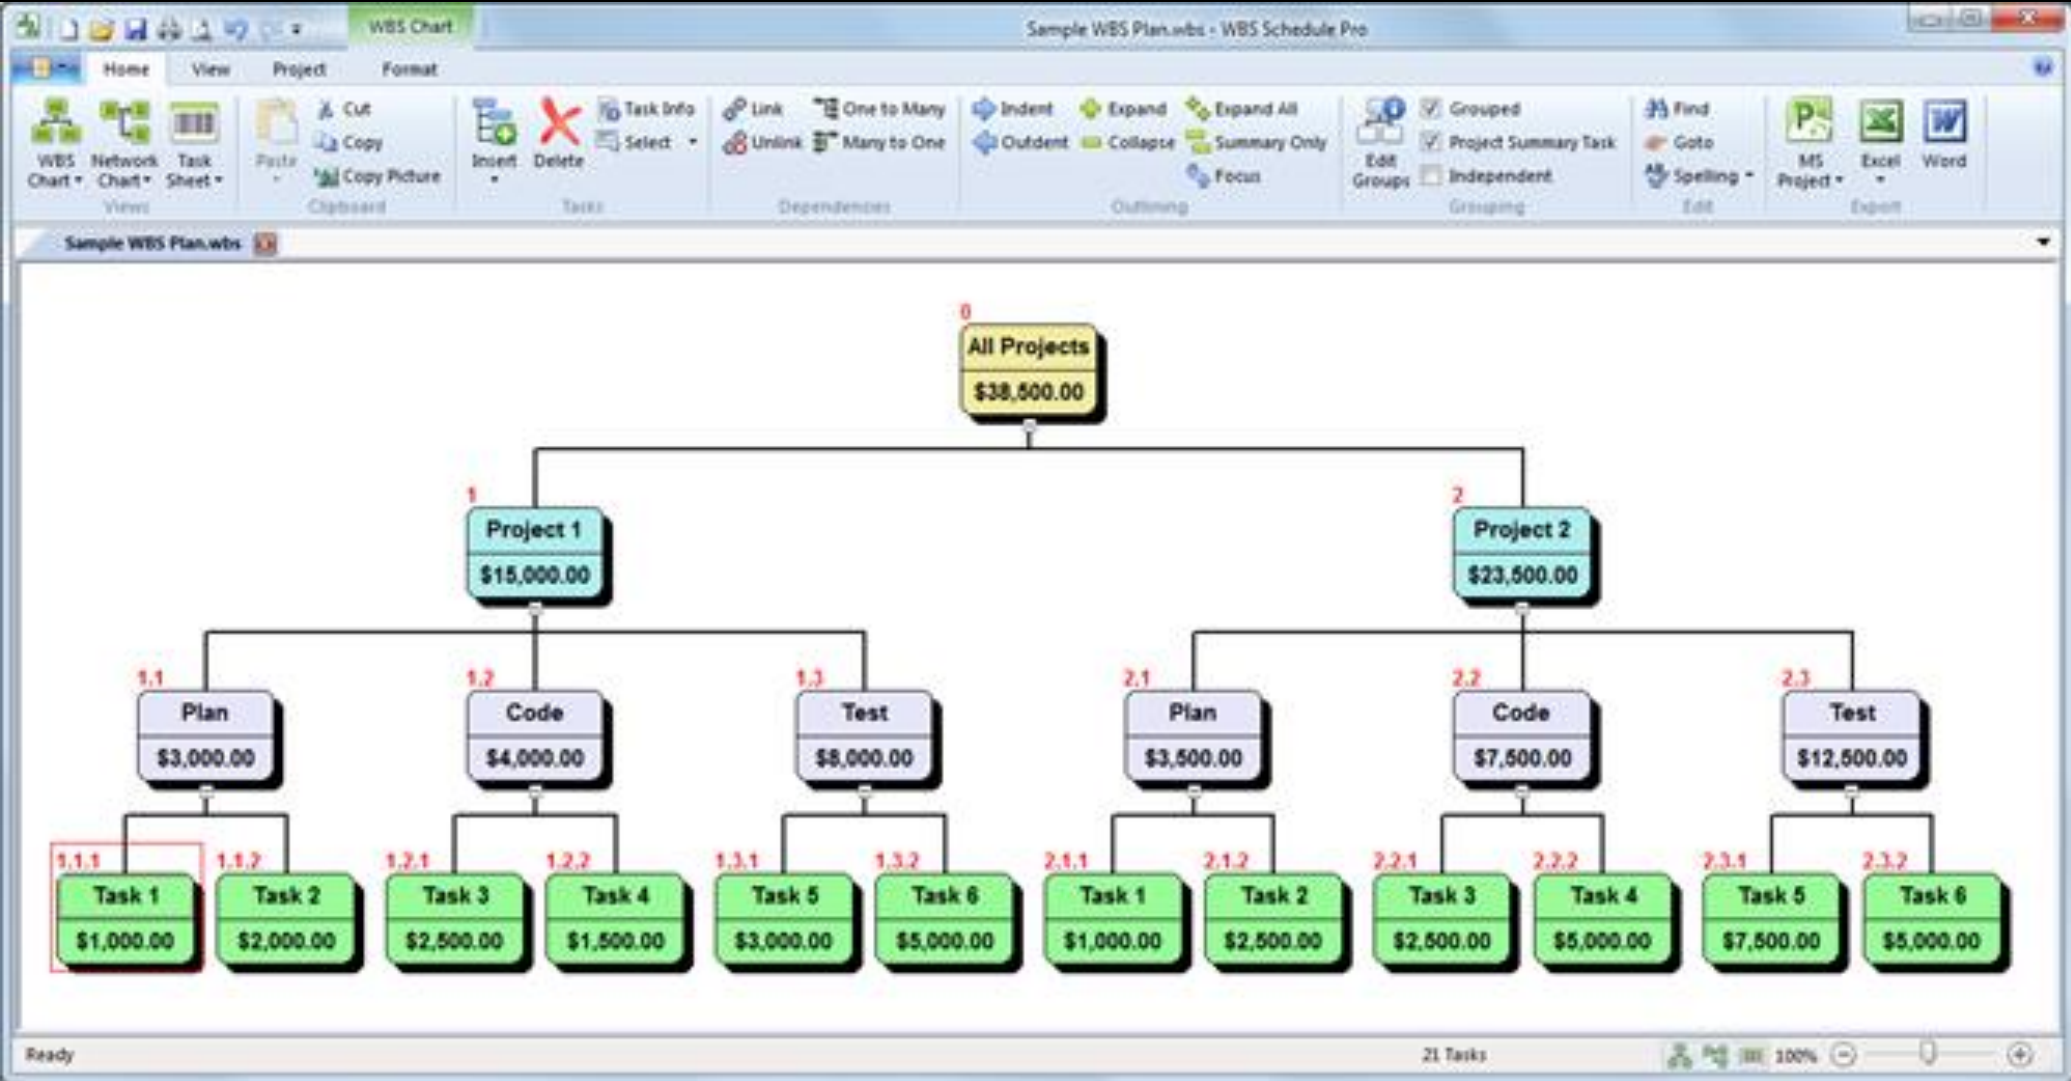 WBS Chart
Sample WBS Plan.wbs - WBS Schedule Pro
Home View Project Format
WBS Chart
Network Chart
Task Sheet
Views
Paste
Cut
Copy
Copy Picture
Clipboard
Insert
Delete
Task Info
Select
Tasks
Link
Unlink
One to Many
Many to One
Dependencies
Indent
Outdent
Expand
Collapse
Expand All
Summary Only
Focus
Outlining
Edit Groups
Grouped
Project Summary Task
Independent
Grouping
Find
Goto
Spelling
Edit
MS Project
Excel
Word
Export
Sample WBS Plan.wbs
0
All Projects
$38,500.00
1
Project 1
$15,000.00
2
Project 2
$23,500.00
1.1
Plan
$3,000.00
1.2
Code
$4,000.00
1.3
Test
$8,000.00
2.1
Plan
$3,500.00
2.2
Code
$7,500.00
2.3
Test
$12,500.00
1.1.1
Task 1
$1,000.00
1.1.2
Task 2
$2,000.00
1.2.1
Task 3
$2,500.00
1.2.2
Task 4
$1,500.00
1.3.1
Task 5
$3,000.00
1.3.2
Task 6
$5,000.00
2.1.1
Task 1
$1,000.00
2.1.2
Task 2
$2,500.00
2.2.1
Task 3
$2,500.00
2.2.2
Task 4
$5,000.00
2.3.1
Task 5
$7,500.00
2.3.2
Task 6
$5,000.00
Ready
21 Tasks
100%